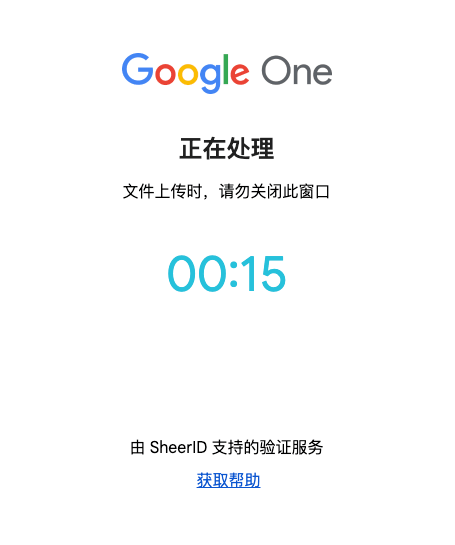 Google One
正在处理
文件上传时，请勿关闭此窗口
00:15
由 SheerID 支持的验证服务
获取帮助